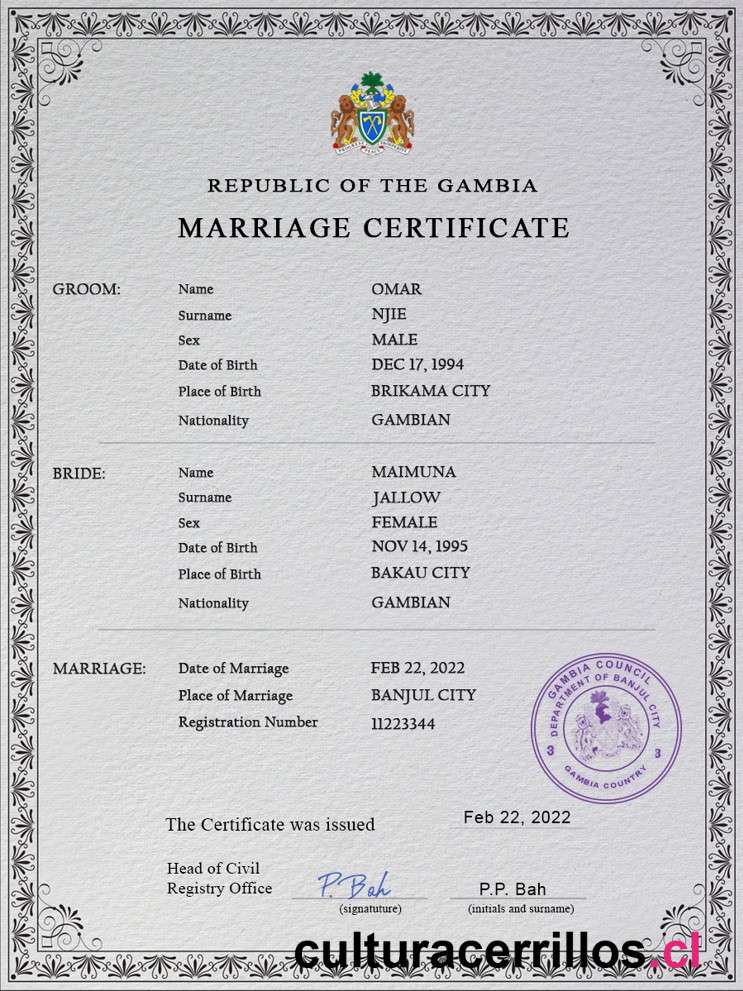 REPUBLIC OF THE GAMBIA
MARRIAGE CERTIFICATE
GROOM: Name OMAR
Surname NJIE
Sex MALE
Date of Birth DEC 17, 1994
Place of Birth BRIKAMA CITY
Nationality GAMBIAN
BRIDE: Name MAIMUNA
Surname JALLOW
Sex FEMALE
Date of Birth NOV 14, 1995
Place of Birth BAKAU CITY
Nationality GAMBIAN
MARRIAGE: Date of Marriage FEB 22, 2022
Place of Marriage BANJUL CITY
Registration Number 11223344
GAMBIA COUNCIL
DEPARTMENT OF BANJUL CITY
3 3
GAMBIA COUNTRY
The Certificate was issued Feb 22, 2022
Head of Civil
Registry Office P.Bah P.P. Bah
(signatuture) (initials and surname)
culturacerrillos.cl